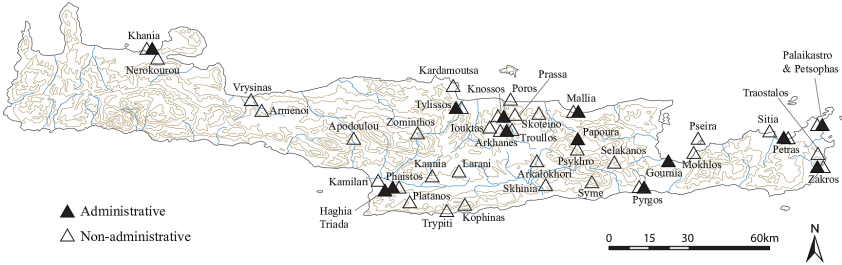 Khania
Nerokourou
Vrysinas
Armenoi
Kardamoutsa
Knossos
Poros
Prassa
Mallia
Palaikastro
& Petsophas
Traostalos
Tylissos
Zominthos
Apodoulou
Iouktas
Skoteino
Troullos
Arkhanes
Papoura
Pseira
Sitia
Petras
Psykhro
Selakanos
Mokhlos
Gournia
Zakros
Kannia
Larani
Arkalokhori
Kamilari
Phaistos
Skhinia
Syme
Pyrgos
Platanos
Haghia
Triada
Trypiti
Kophinas
Administrative
Non-administrative
0 15 30 60km
N